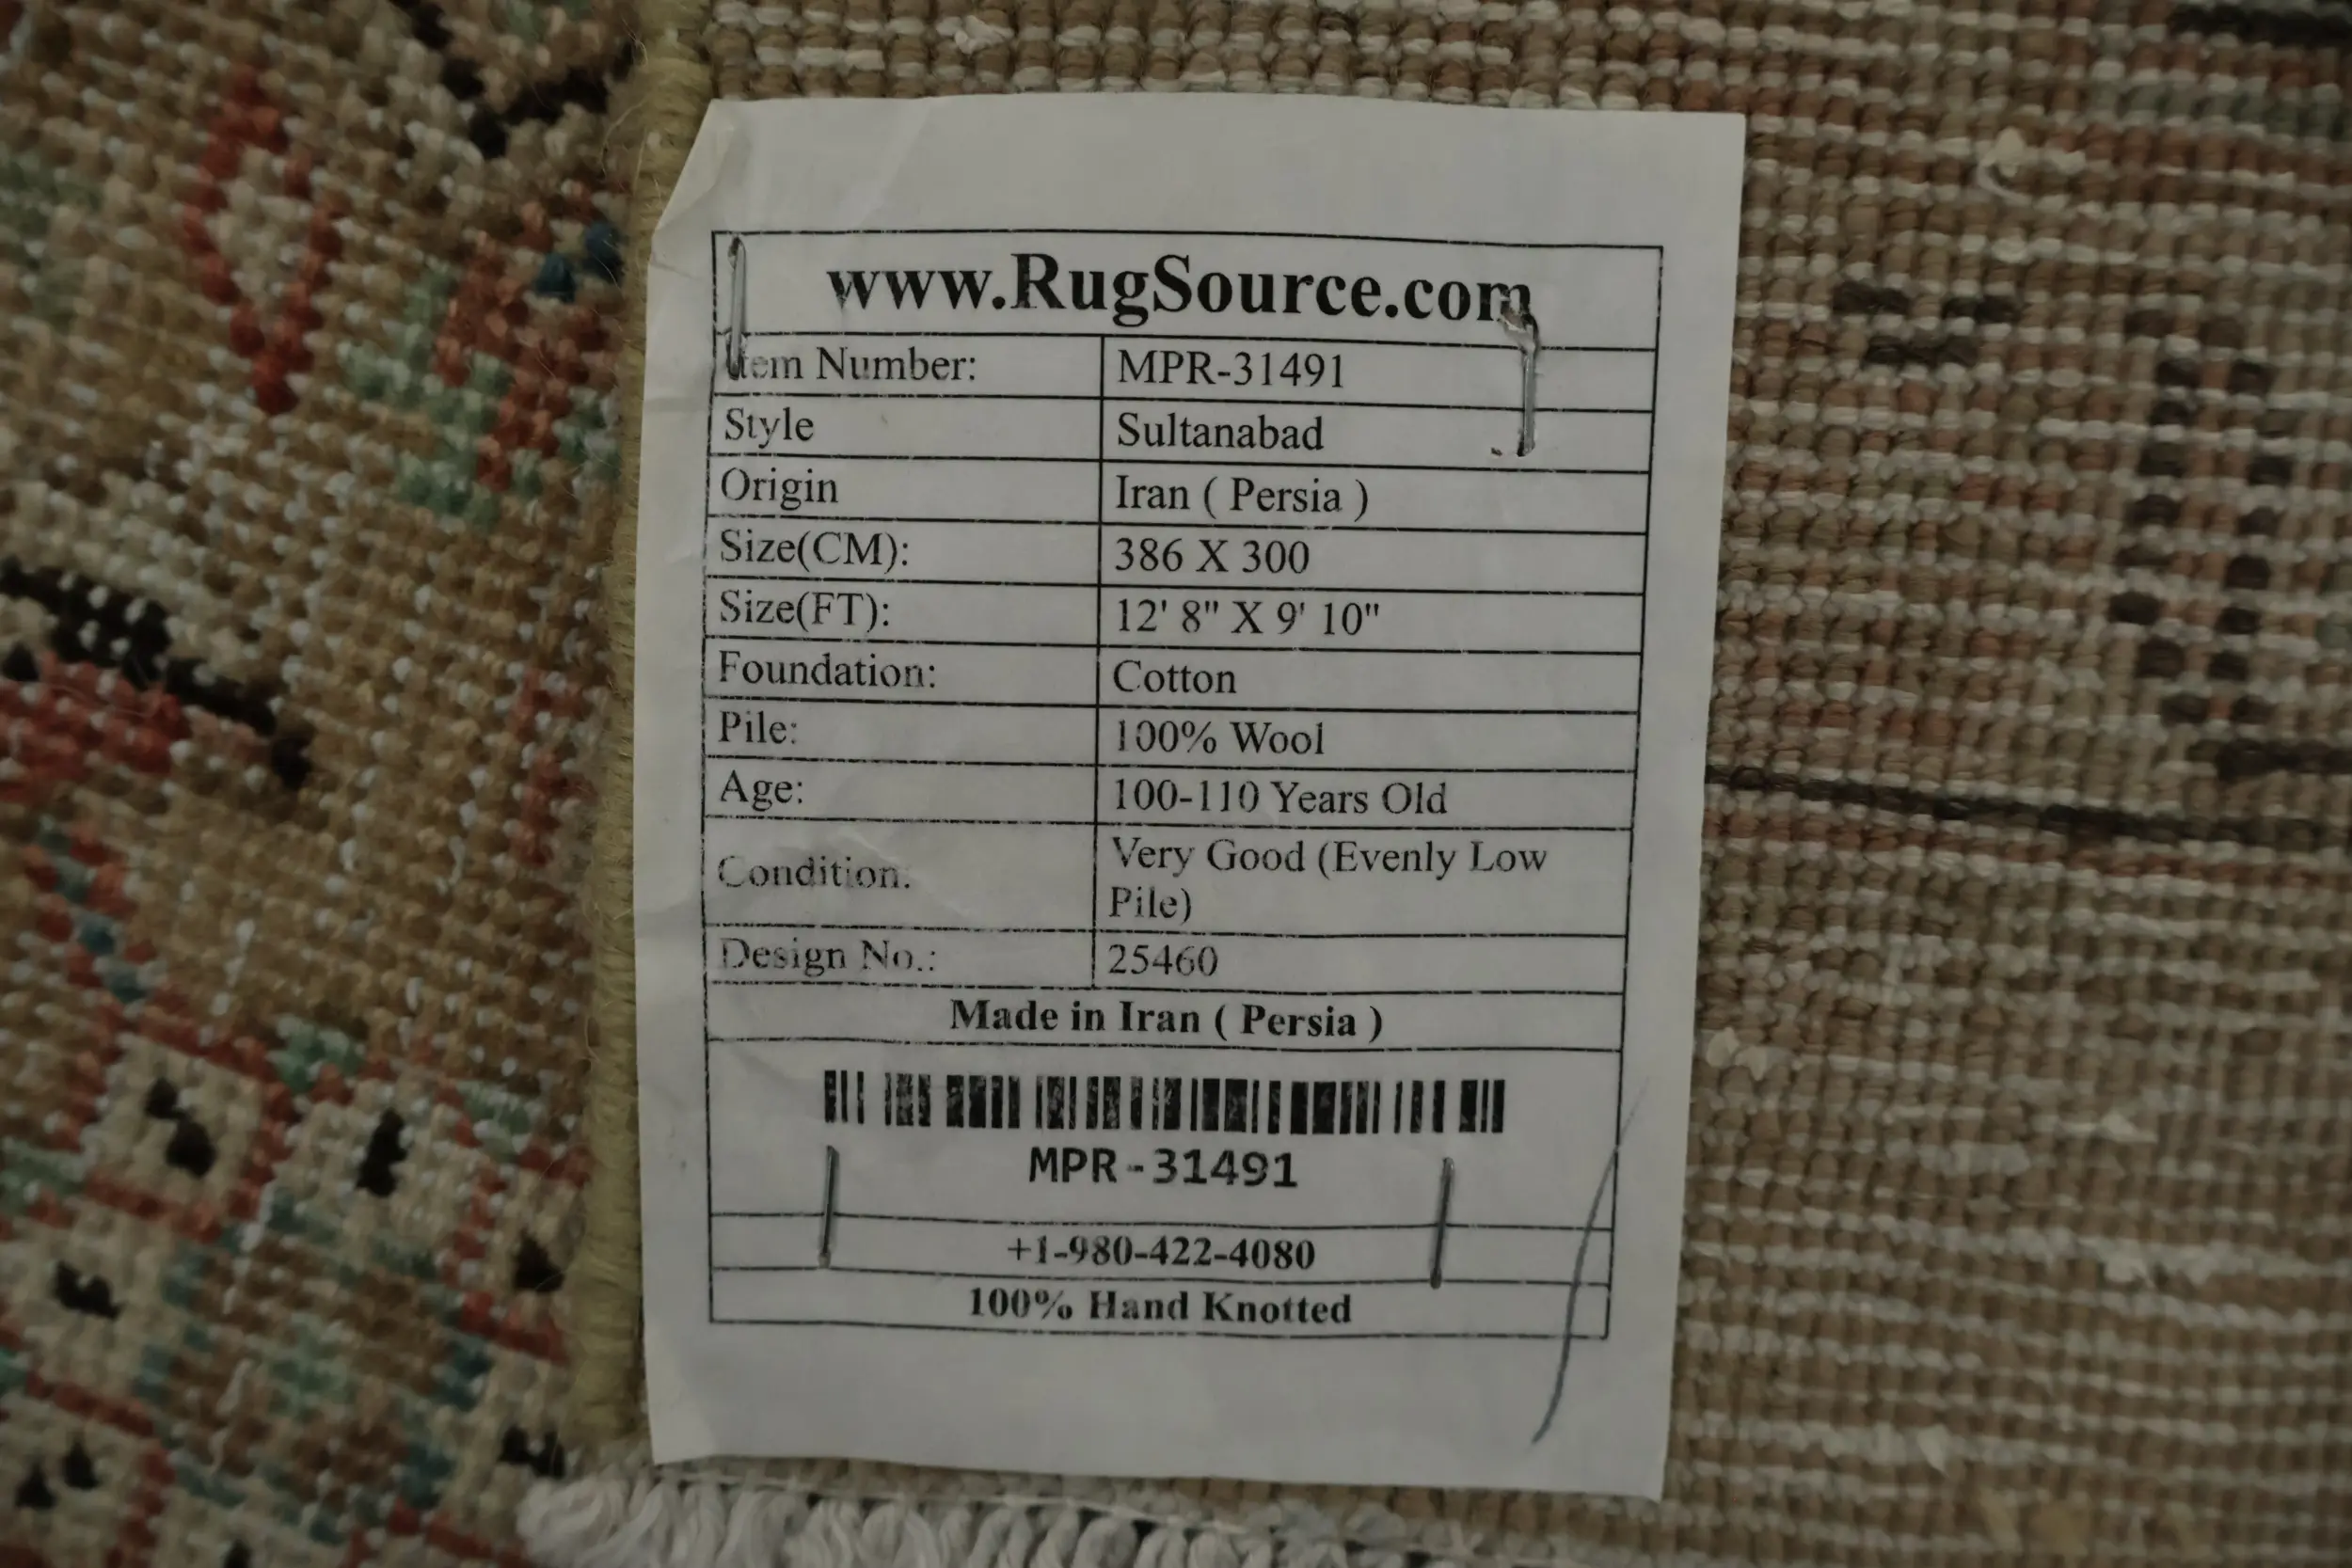 www.RugSource.com
Item Number: MPR-31491
Style Sultanabad
Origin Iran ( Persia )
Size(CM): 386 X 300
Size(FT): 12' 8" X 9' 10"
Foundation: Cotton
Pile: 100% Wool
Age: 100-110 Years Old
Condition: Very Good (Evenly Low
Pile)
Design No.: 25460
Made in Iran ( Persia )
MPR-31491
+1-980-422-4080
100% Hand Knotted